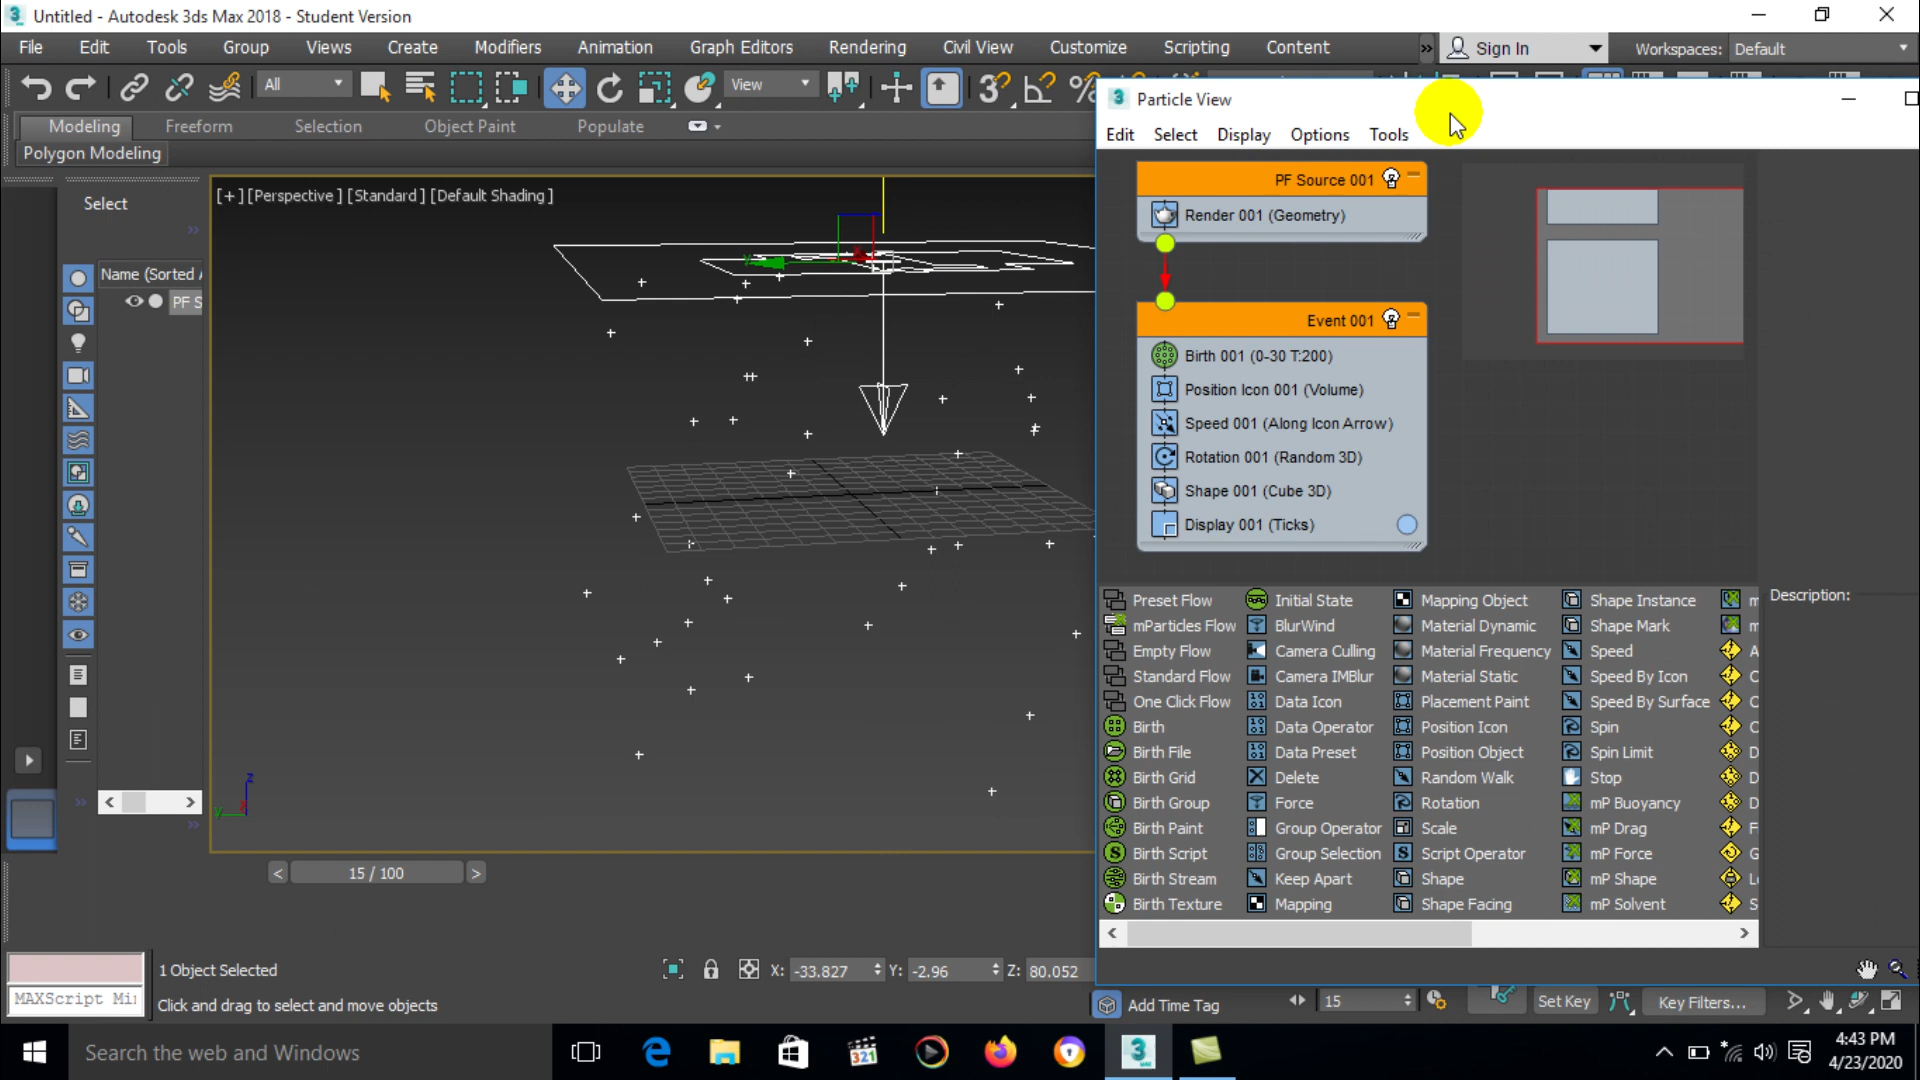 Untitled - Autodesk 3ds Max 2018 - Student Version
File Edit Tools Group Views Create Modifiers Animation Graph Editors Rendering Civil View Customize Scripting Content » Sign In Workspaces: Default
All View
Modeling Freeform Selection Object Paint Populate
Polygon Modeling
Particle View
Edit Select Display Options Tools
Select
Name (Sorted A
PF S
[+] [Perspective ] [Standard ] [Default Shading ]
PF Source 001
Render 001 (Geometry)
Event 001
Birth 001 (0-30 T:200)
Position Icon 001 (Volume)
Speed 001 (Along Icon Arrow)
Rotation 001 (Random 3D)
Shape 001 (Cube 3D)
Display 001 (Ticks)
Preset Flow Initial State Mapping Object Shape Instance m
mParticles Flow BlurWind Material Dynamic Shape Mark m
Empty Flow Camera Culling Material Frequency Speed A
Standard Flow Camera IMBlur Material Static Speed By Icon C
One Click Flow Data Icon Placement Paint Speed By Surface C
Birth Data Operator Position Icon Spin C
Birth File Data Preset Position Object Spin Limit D
Birth Grid Delete Random Walk Stop D
Birth Group Force Rotation mP Buoyancy D
Birth Paint Group Operator Scale mP Drag F
Birth Script Group Selection Script Operator mP Force G
Birth Stream Keep Apart Shape mP Shape L
Birth Texture Mapping Shape Facing mP Solvent S
Description:
z
y
x
< 15 / 100 >
1 Object Selected
X: -33.827 Y: -2.96 Z: 80.052
MAXScript Mi
Click and drag to select and move objects
Add Time Tag 15 Set Key Key Filters...
Search the web and Windows
4:43 PM
4/23/2020